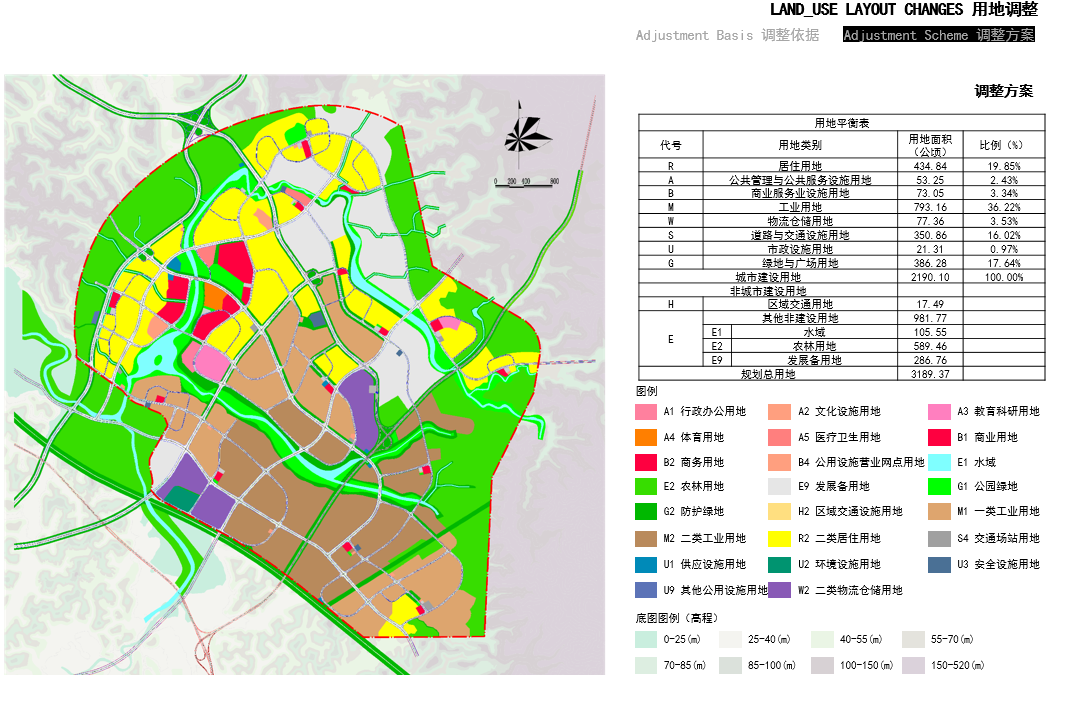 LAND_USE LAYOUT CHANGES 用地调整
Adjustment Basis 调整依据 Adjustment Scheme 调整方案
调整方案
0 200 400 800
用地平衡表
代号 用地类别 用地面积（公顷） 比例（%）
R 居住用地 434.84 19.85%
A 公共管理与公共服务设施用地 53.25 2.43%
B 商业服务业设施用地 73.05 3.34%
M 工业用地 793.16 36.22%
W 物流仓储用地 77.36 3.53%
S 道路与交通设施用地 350.86 16.02%
U 市政设施用地 21.31 0.97%
G 绿地与广场用地 386.28 17.64%
城市建设用地 2190.10 100.00%
非城市建设用地
H 区域交通用地 17.49
E 其他非建设用地 981.77
E1 水域 105.55
E2 农林用地 589.46
E9 发展备用地 286.76
规划总用地 3189.37
图例
A1 行政办公用地 A2 文化设施用地 A3 教育科研用地
A4 体育用地 A5 医疗卫生用地 B1 商业用地
B2 商务用地 B4 公用设施营业网点用地 E1 水域
E2 农林用地 E9 发展备用地 G1 公园绿地
G2 防护绿地 H2 区域交通设施用地 M1 一类工业用地
M2 二类工业用地 R2 二类居住用地 S4 交通场站用地
U1 供应设施用地 U2 环境设施用地 U3 安全设施用地
U9 其他公用设施用地 W2 二类物流仓储用地
底图图例（高程）
0-25(m) 25-40(m) 40-55(m) 55-70(m)
70-85(m) 85-100(m) 100-150(m) 150-520(m)